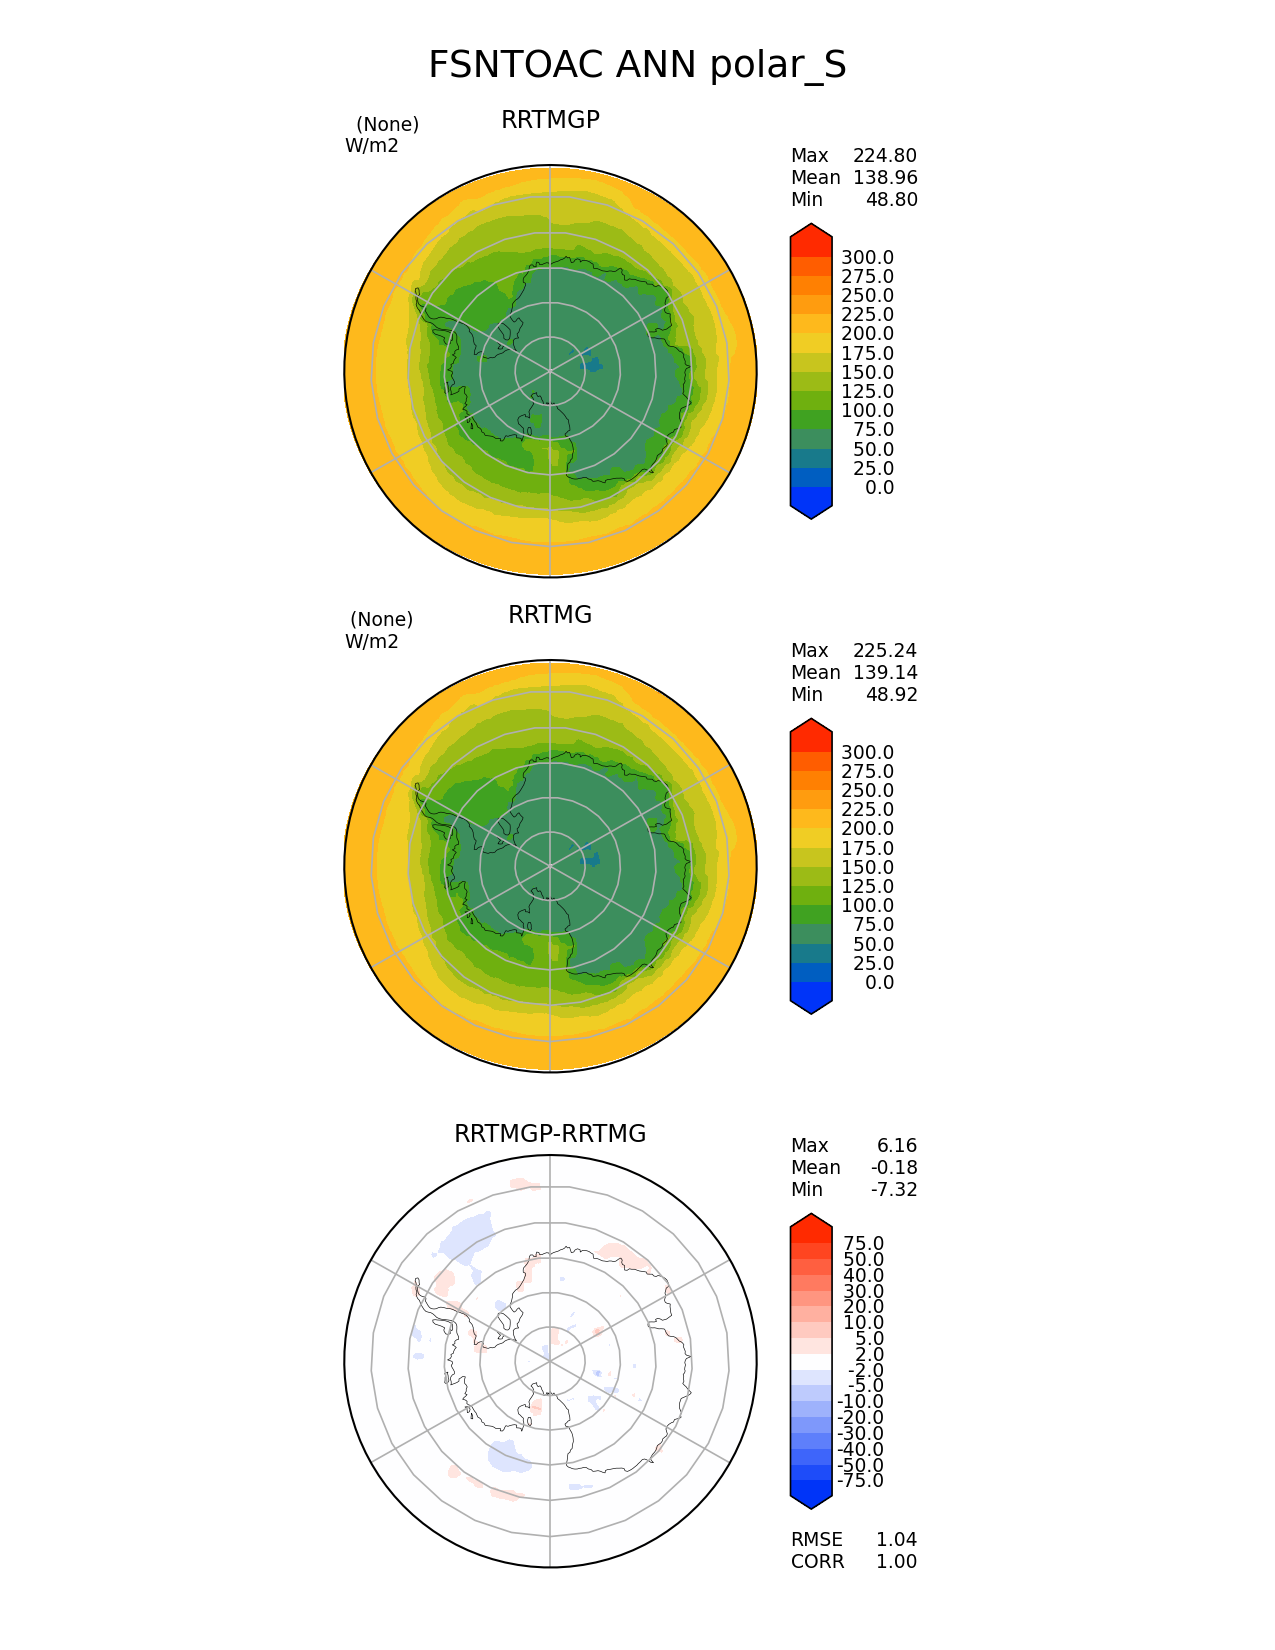 FSNTOAC ANN polar_S
RRTMGP
(None)
W/m2
Max 224.80
Mean 138.96
Min 48.80
300.0
275.0
250.0
225.0
200.0
175.0
150.0
125.0
100.0
75.0
50.0
25.0
0.0
RRTMG
(None)
W/m2
Max 225.24
Mean 139.14
Min 48.92
300.0
275.0
250.0
225.0
200.0
175.0
150.0
125.0
100.0
75.0
50.0
25.0
0.0
RRTMGP-RRTMG
Max 6.16
Mean -0.18
Min -7.32
75.0
50.0
40.0
30.0
20.0
10.0
5.0
2.0
-2.0
-5.0
-10.0
-20.0
-30.0
-40.0
-50.0
-75.0
RMSE 1.04
CORR 1.00